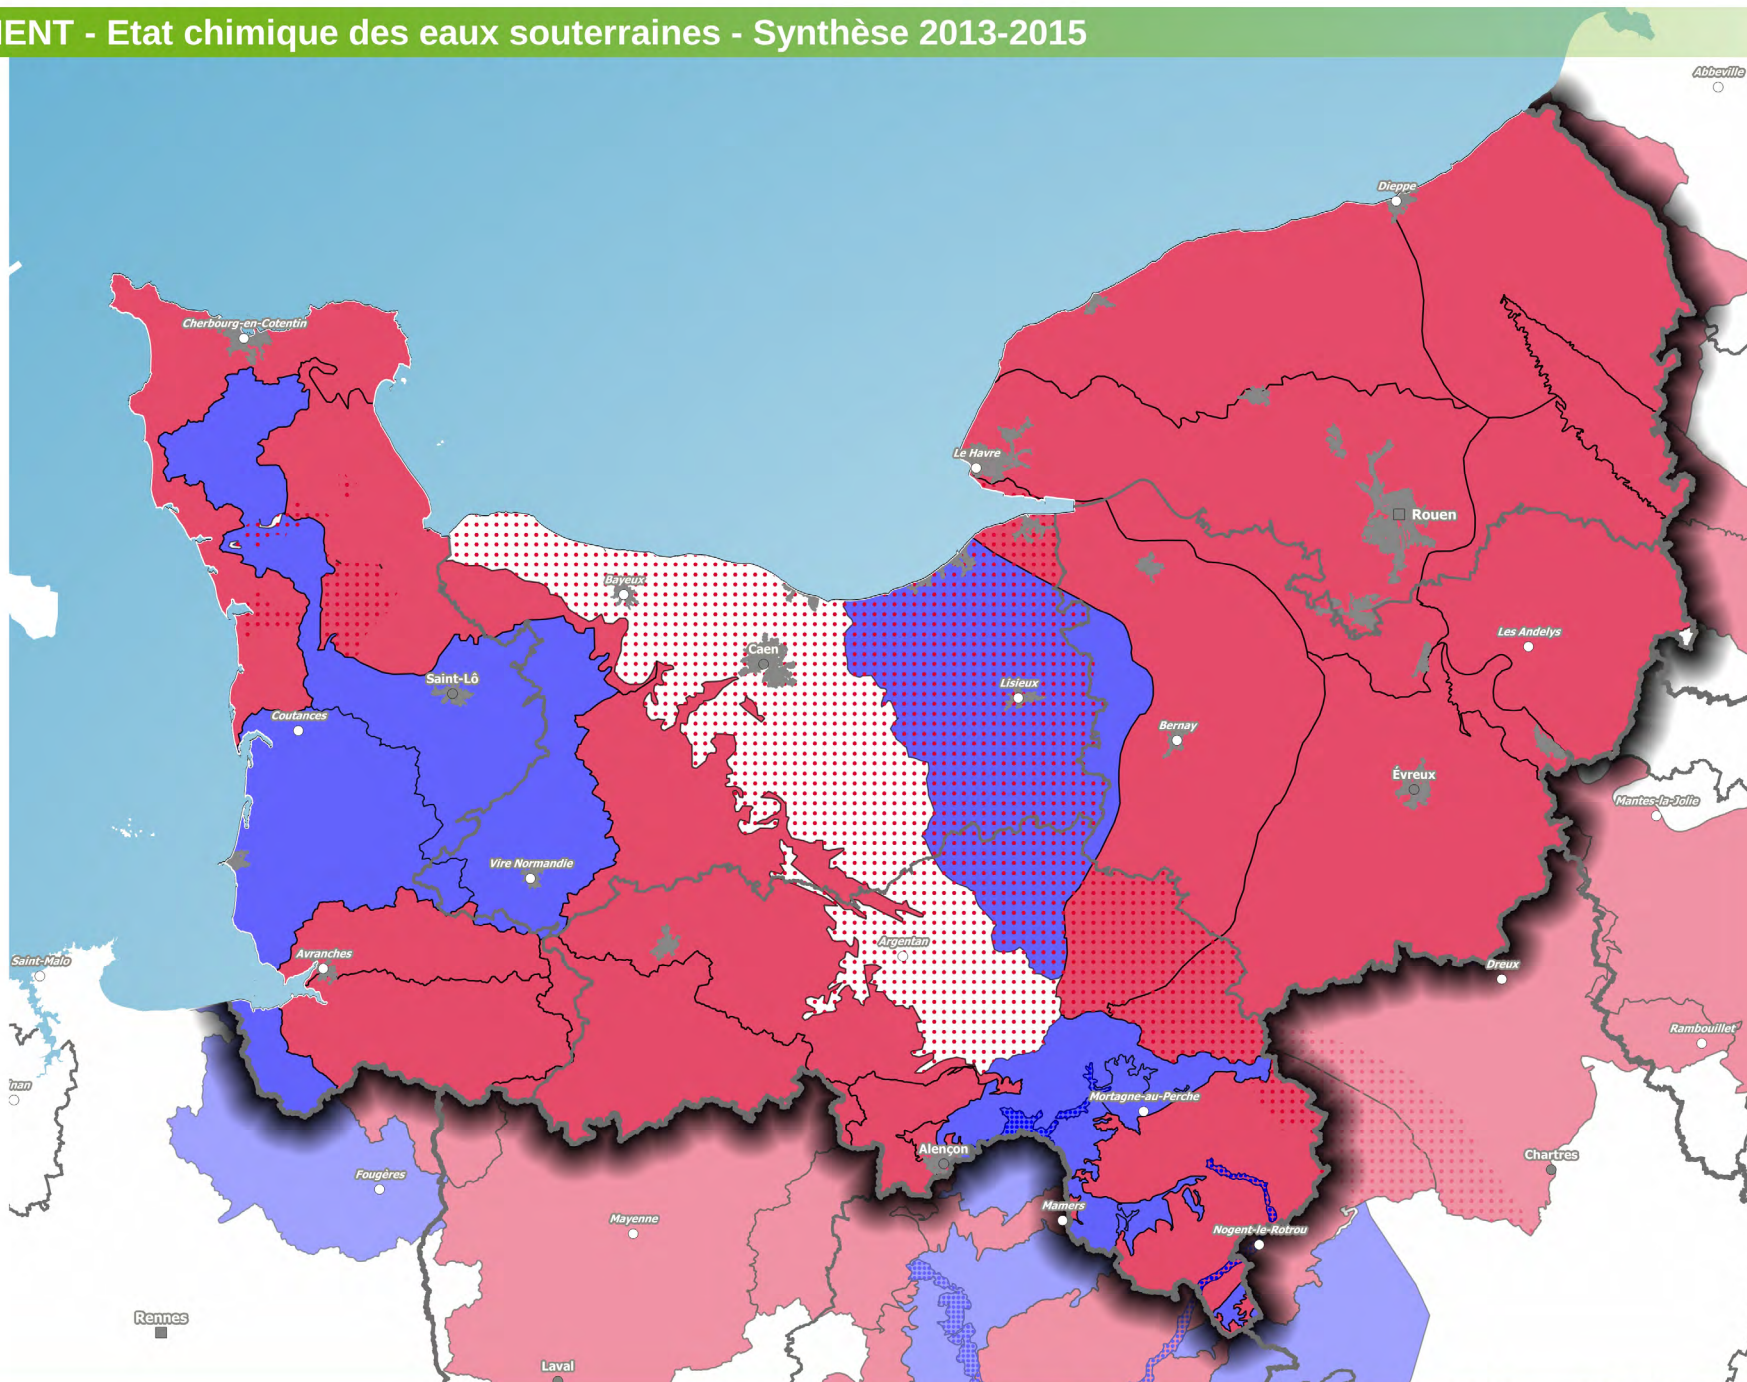 IENT - Etat chimique des eaux souterraines - Synthèse 2013-2015
Abbeville
Dieppe
Cherbourg-en-Cotentin
Le Havre
Rouen
Bayeux
Caen
Les Andelys
Saint-Lô
Lisieux
Coutances
Bernay
Évreux
Mantes-la-Jolie
Vire Normandie
Argentan
Avranches
Saint-Malo
Dreux
Rambouillet
nan
Mortagne-au-Perche
Alençon
Chartres
Fougères
Mamers
Mayenne
Nogent-le-Rotrou
Rennes
Laval